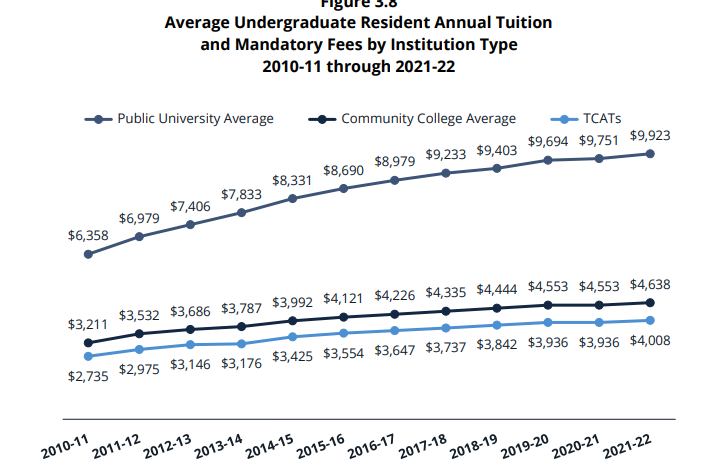 Figure 3.8
Average Undergraduate Resident Annual Tuition
and Mandatory Fees by Institution Type
2010-11 through 2021-22
Public University Average Community College Average TCATs
$6,358 $6,979 $7,406 $7,833 $8,331 $8,690 $8,979 $9,233 $9,403 $9,694 $9,751 $9,923
$3,211 $3,532 $3,686 $3,787 $3,992 $4,121 $4,226 $4,335 $4,444 $4,553 $4,553 $4,638
$2,735 $2,975 $3,146 $3,176 $3,425 $3,554 $3,647 $3,737 $3,842 $3,936 $3,936 $4,008
2010-11 2011-12 2012-13 2013-14 2014-15 2015-16 2016-17 2017-18 2018-19 2019-20 2020-21 2021-22